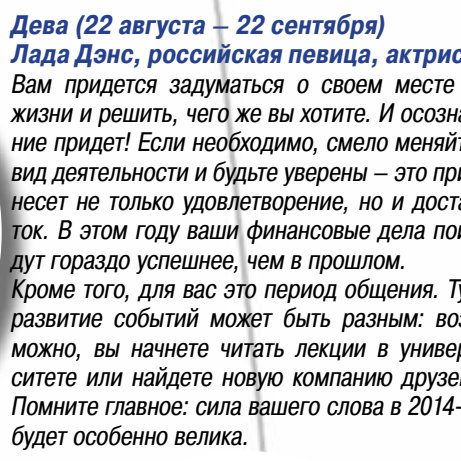 Дева (22 августа – 22 сентября)
Лада Дэнс, российская певица, актрис
Вам придется задуматься о своем месте
жизни и решить, чего же вы хотите. И осозна
ние придет! Если необходимо, смело меняйт
вид деятельности и будьте уверены – это при
несет не только удовлетворение, но и доста
ток. В этом году ваши финансовые дела пой
дут гораздо успешнее, чем в прошлом.
Кроме того, для вас это период общения. Ту
развитие событий может быть разным: воз
можно, вы начнете читать лекции в универ
ситете или найдете новую компанию друзей
Помните главное: сила вашего слова в 2014-
будет особенно велика.